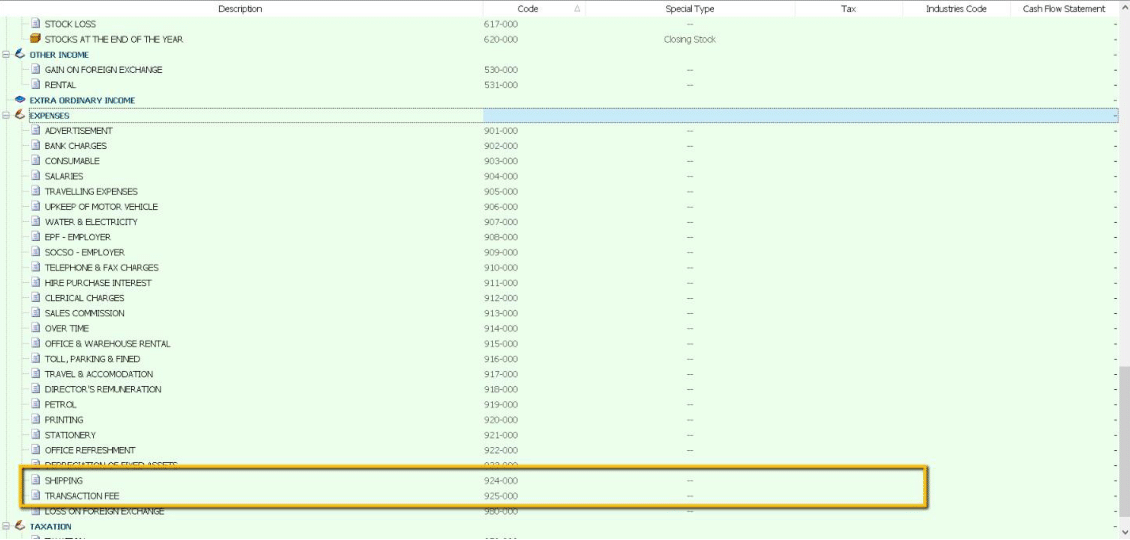 Description Code Special Type Tax Industries Code Cash Flow Statement
STOCK LOSS 617-000 --
STOCKS AT THE END OF THE YEAR 620-000 Closing Stock
OTHER INCOME
GAIN ON FOREIGN EXCHANGE 530-000 --
RENTAL 531-000 --
EXTRA ORDINARY INCOME
EXPENSES
ADVERTISEMENT 901-000 --
BANK CHARGES 902-000 --
CONSUMABLE 903-000 --
SALARIES 904-000 --
TRAVELLING EXPENSES 905-000 --
UPKEEP OF MOTOR VEHICLE 906-000 --
WATER & ELECTRICITY 907-000 --
EPF - EMPLOYER 908-000 --
SOCSO - EMPLOYER 909-000 --
TELEPHONE & FAX CHARGES 910-000 --
HIRE PURCHASE INTEREST 911-000 --
CLERICAL CHARGES 912-000 --
SALES COMMISSION 913-000 --
OVER TIME 914-000 --
OFFICE & WAREHOUSE RENTAL 915-000 --
TOLL, PARKING & FINED 916-000 --
TRAVEL & ACCOMODATION 917-000 --
DIRECTOR'S REMUNERATION 918-000 --
PETROL 919-000 --
PRINTING 920-000 --
STATIONERY 921-000 --
OFFICE REFRESHMENT 922-000 --
DEPRECIATION OF FIXED ASSETS 923-000
SHIPPING 924-000 --
TRANSACTION FEE 925-000 --
LOSS ON FOREIGN EXCHANGE 980-000 --
TAXATION